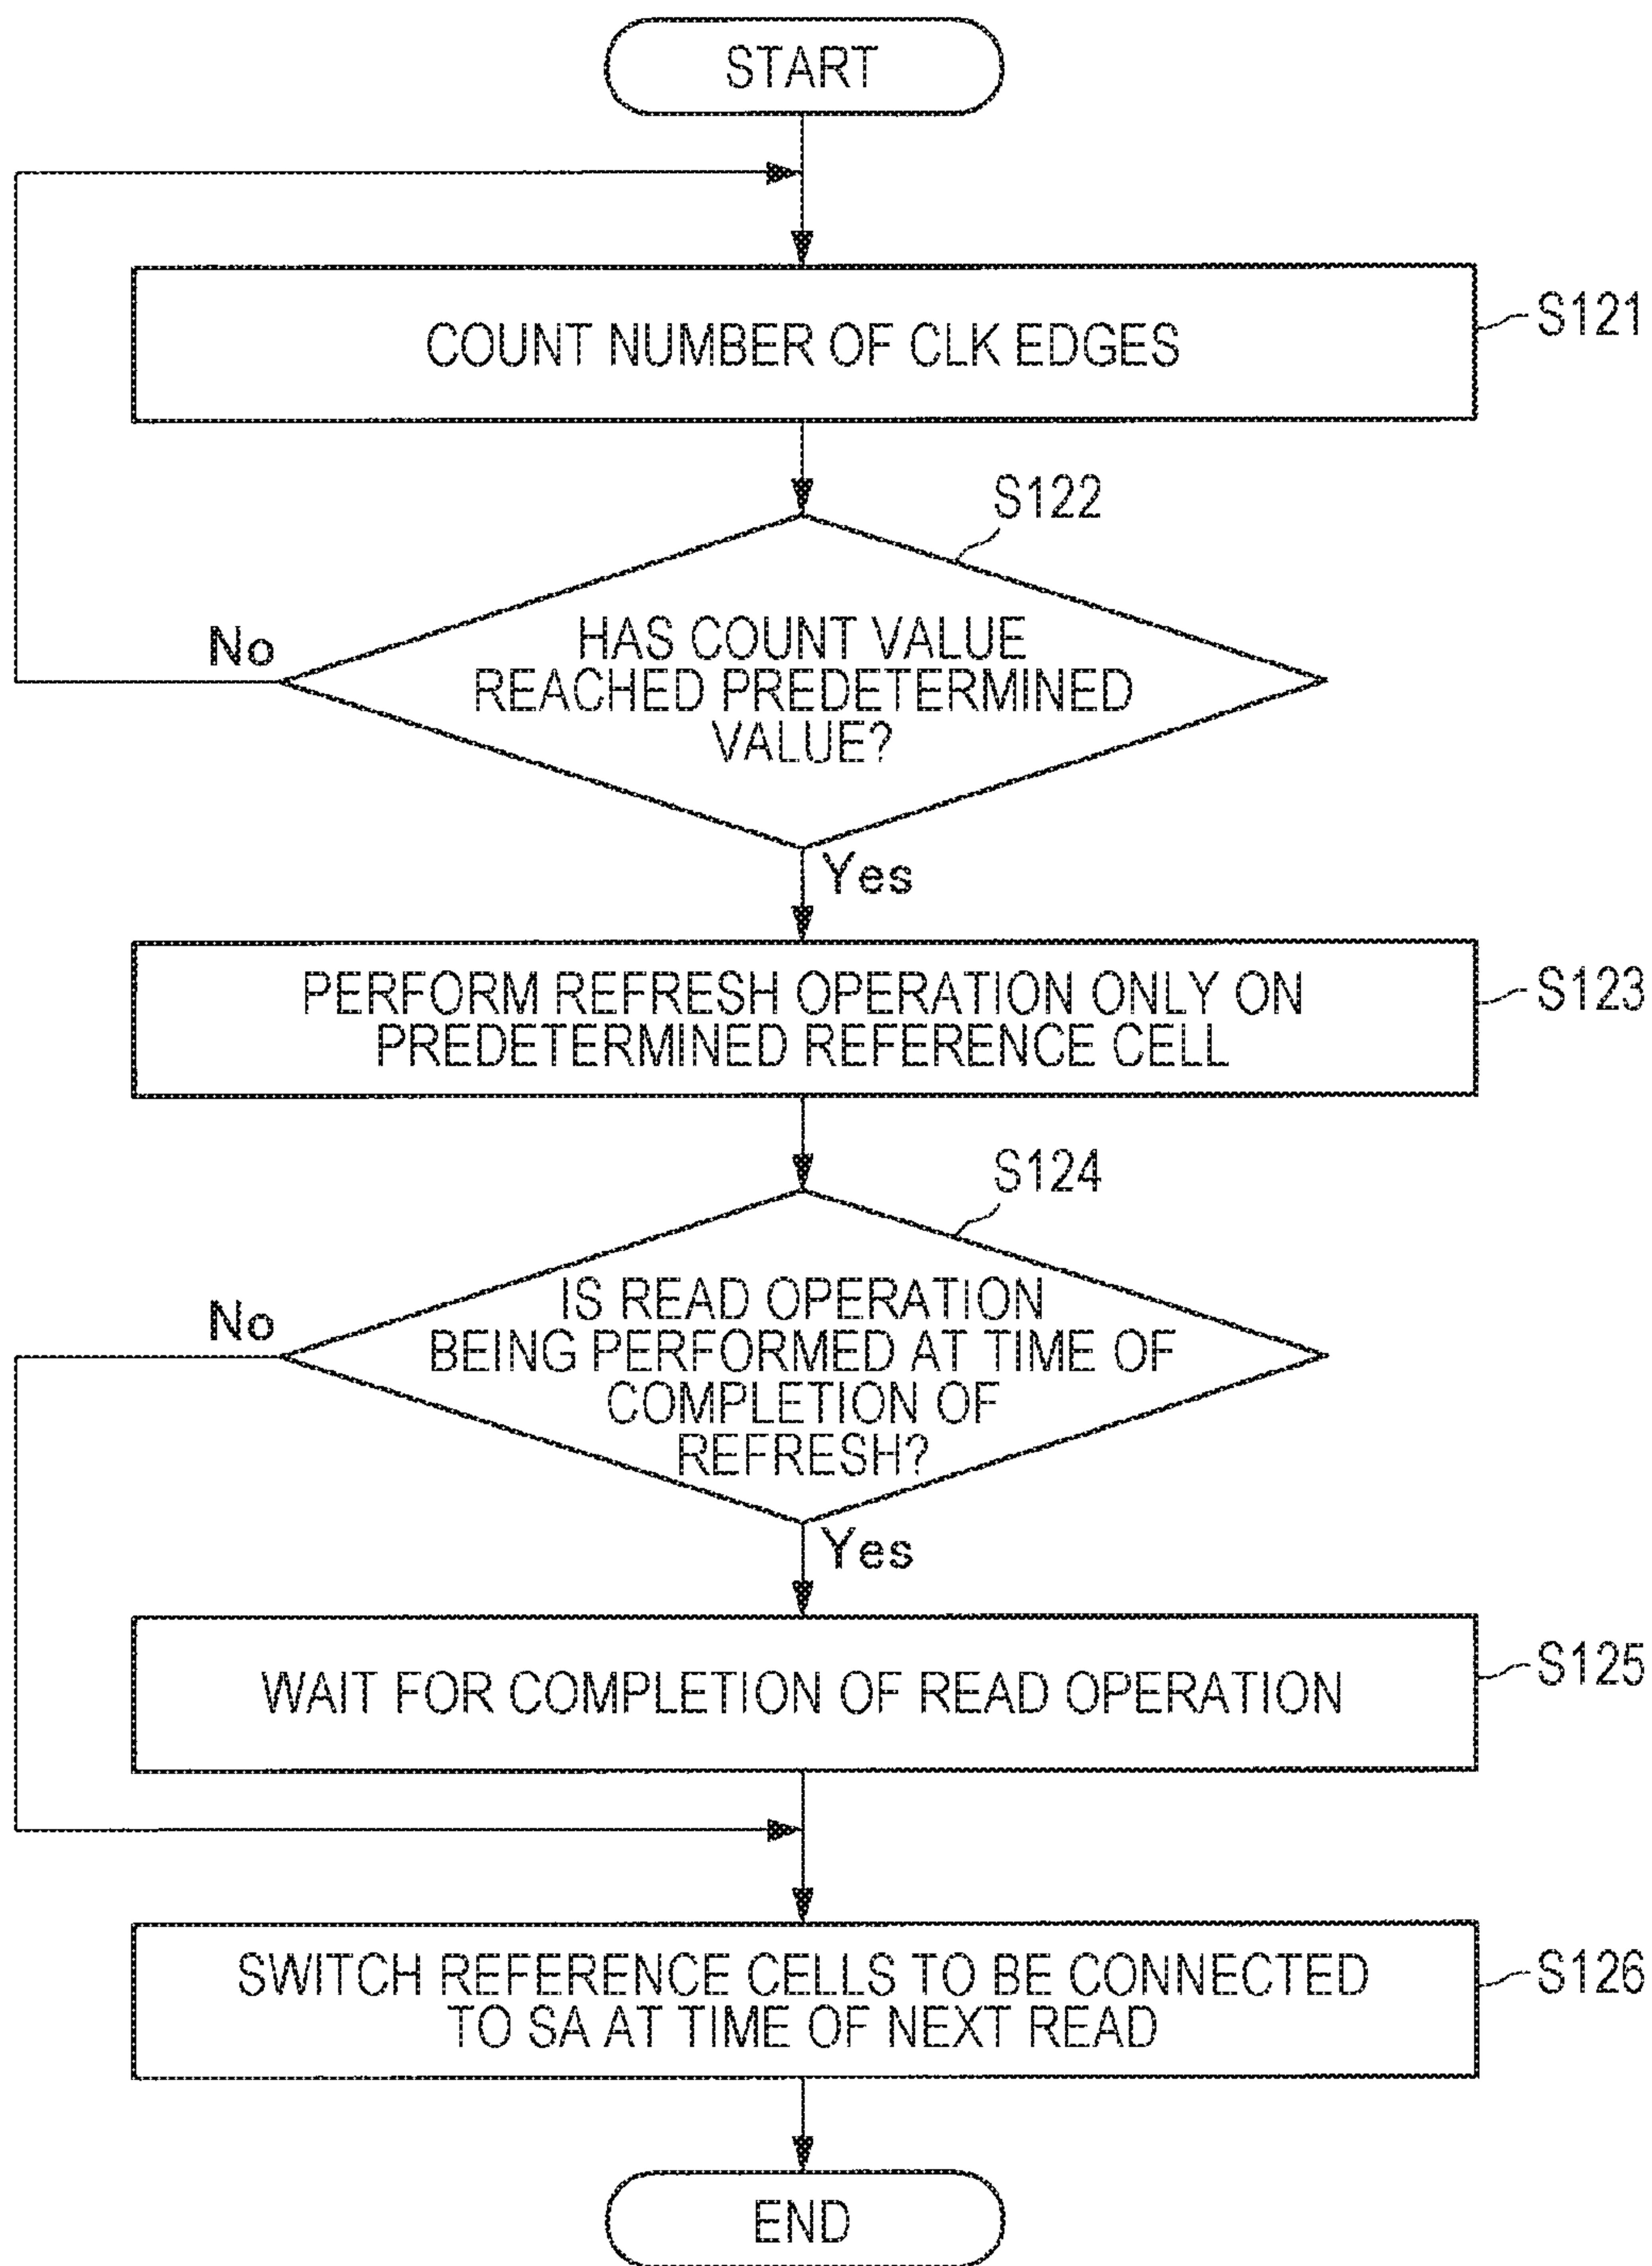 START
COUNT NUMBER OF CLK EDGES
S121
S122
HAS COUNT VALUE
REACHED PREDETERMINED
VALUE?
No
Yes
PERFORM REFRESH OPERATION ONLY ON
PREDETERMINED REFERENCE CELL
S123
S124
IS READ OPERATION
BEING PERFORMED AT TIME OF
COMPLETION OF
REFRESH?
No
Yes
WAIT FOR COMPLETION OF READ OPERATION
S125
SWITCH REFERENCE CELLS TO BE CONNECTED
TO SA AT TIME OF NEXT READ
S126
END